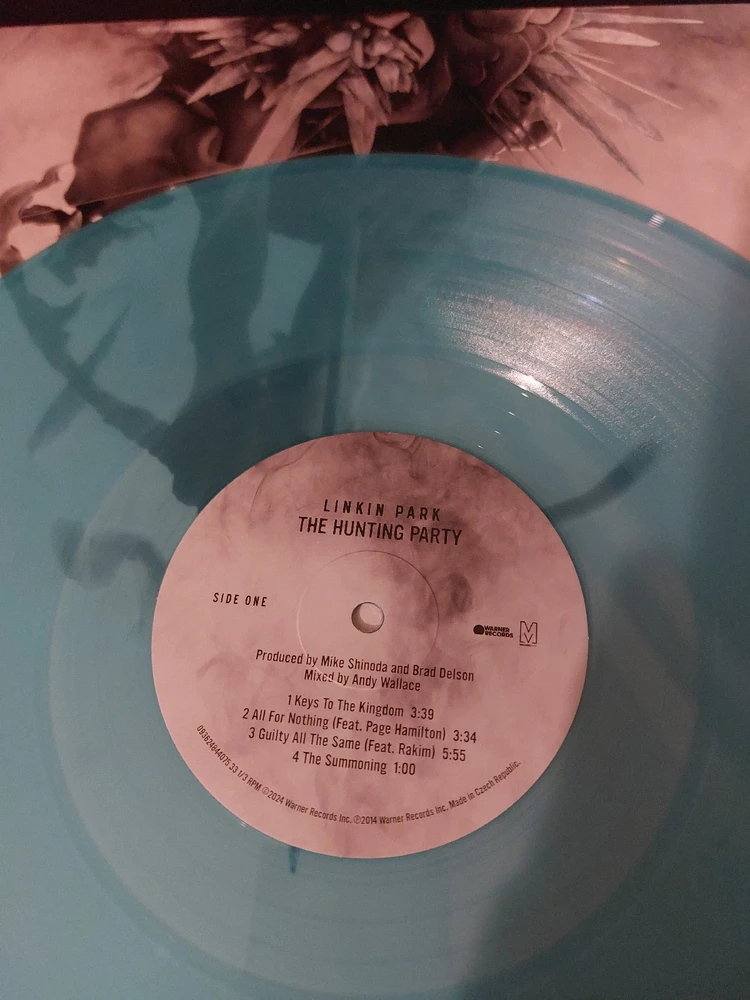 LINKIN PARK
THE HUNTING PARTY
SIDE ONE
WARNER
RECORDS
Produced by Mike Shinoda and Brad Delson
Mixed by Andy Wallace
1 Keys To The Kingdom 3:39
2 All For Nothing (Feat. Page Hamilton) 3:34
3 Guilty All The Same (Feat. Rakim) 5:55
4 The Summoning 1:00
33 1/3 RPM ©2024 Warner Records Inc. ℗2014 Warner Records Inc. Made in Czech Republic.